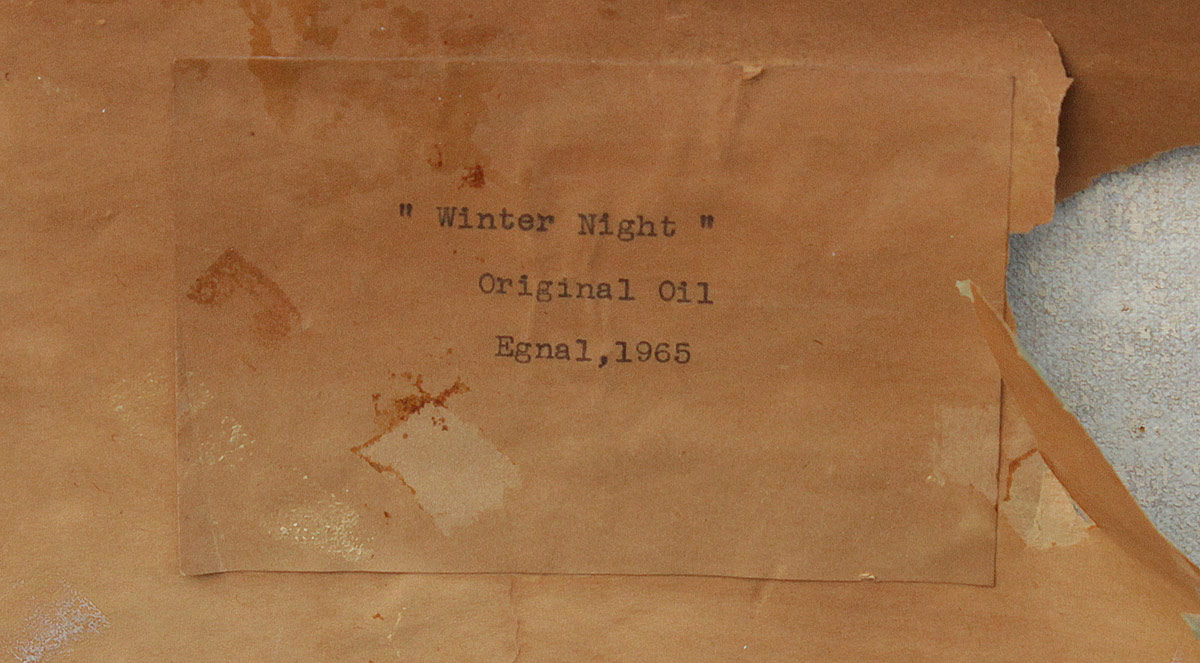 " Winter Night "
Original Oil
Egnal,1965